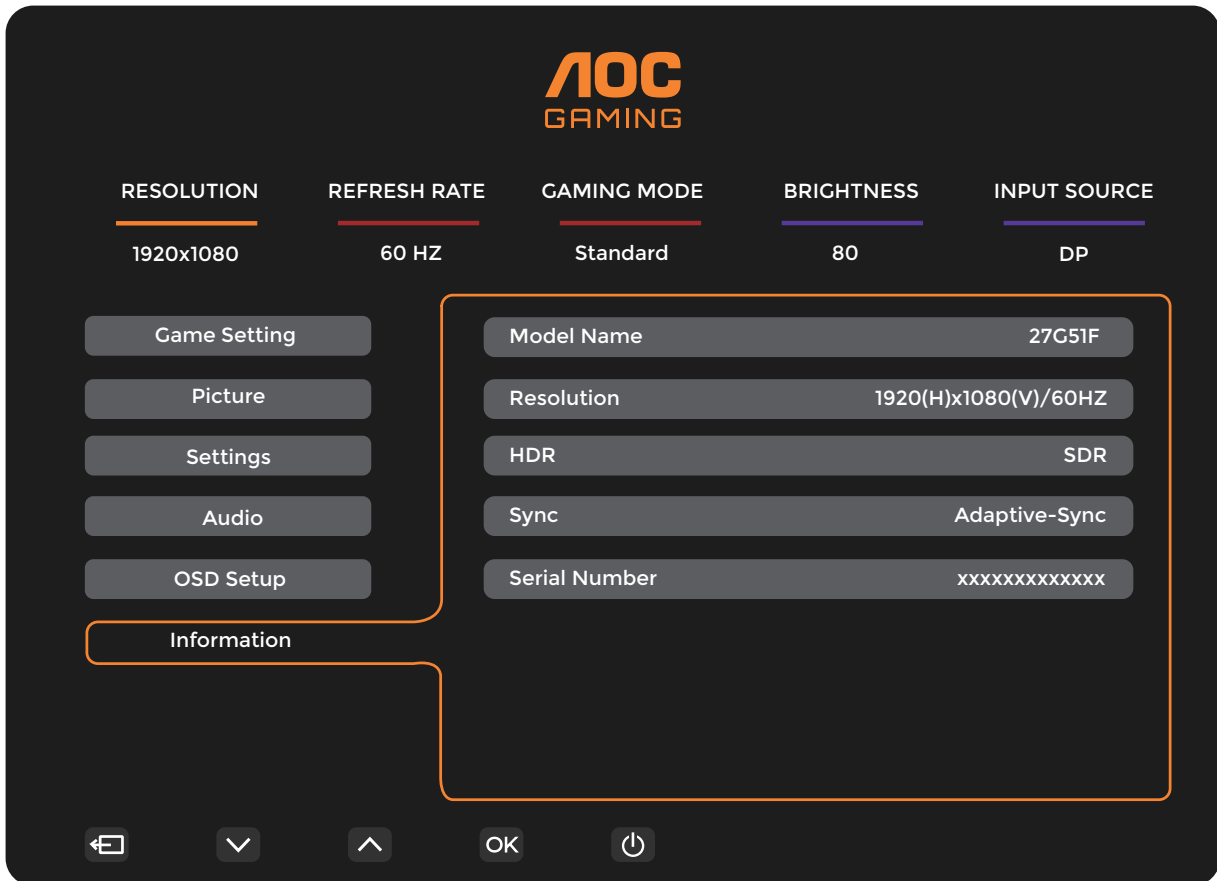 AOC
GAMING
RESOLUTION REFRESH RATE GAMING MODE BRIGHTNESS INPUT SOURCE
1920x1080 60 HZ Standard 80 DP
Game Setting
Picture
Settings
Audio
OSD Setup
Information
Model Name 27G51F
Resolution 1920(H)x1080(V)/60HZ
HDR SDR
Sync Adaptive-Sync
Serial Number xxxxxxxxxxxxx
OK